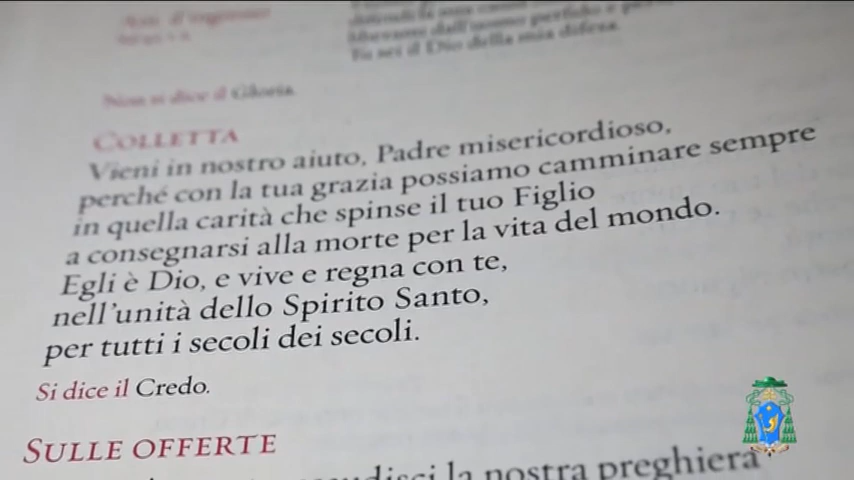 Non si dice il Gloria.
COLLETTA
Vieni in nostro aiuto, Padre misericordioso,
perché con la tua grazia possiamo camminare sempre
in quella carità che spinse il tuo Figlio
a consegnarsi alla morte per la vita del mondo.
Egli è Dio, e vive e regna con te,
nell'unità dello Spirito Santo,
per tutti i secoli dei secoli.
Si dice il Credo.
SULLE OFFERTE
la nostra preghiera